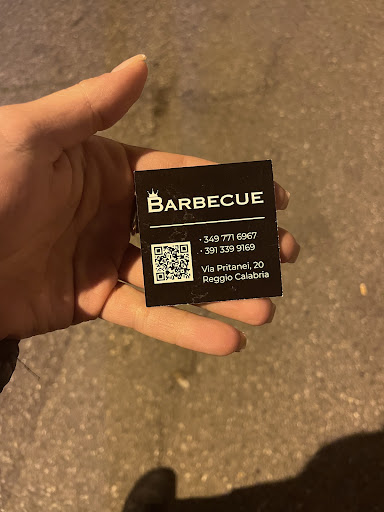 BARBECUE
· 349 771 6967
· 391 339 9169
Via Pritanei, 20
Reggio Calabria